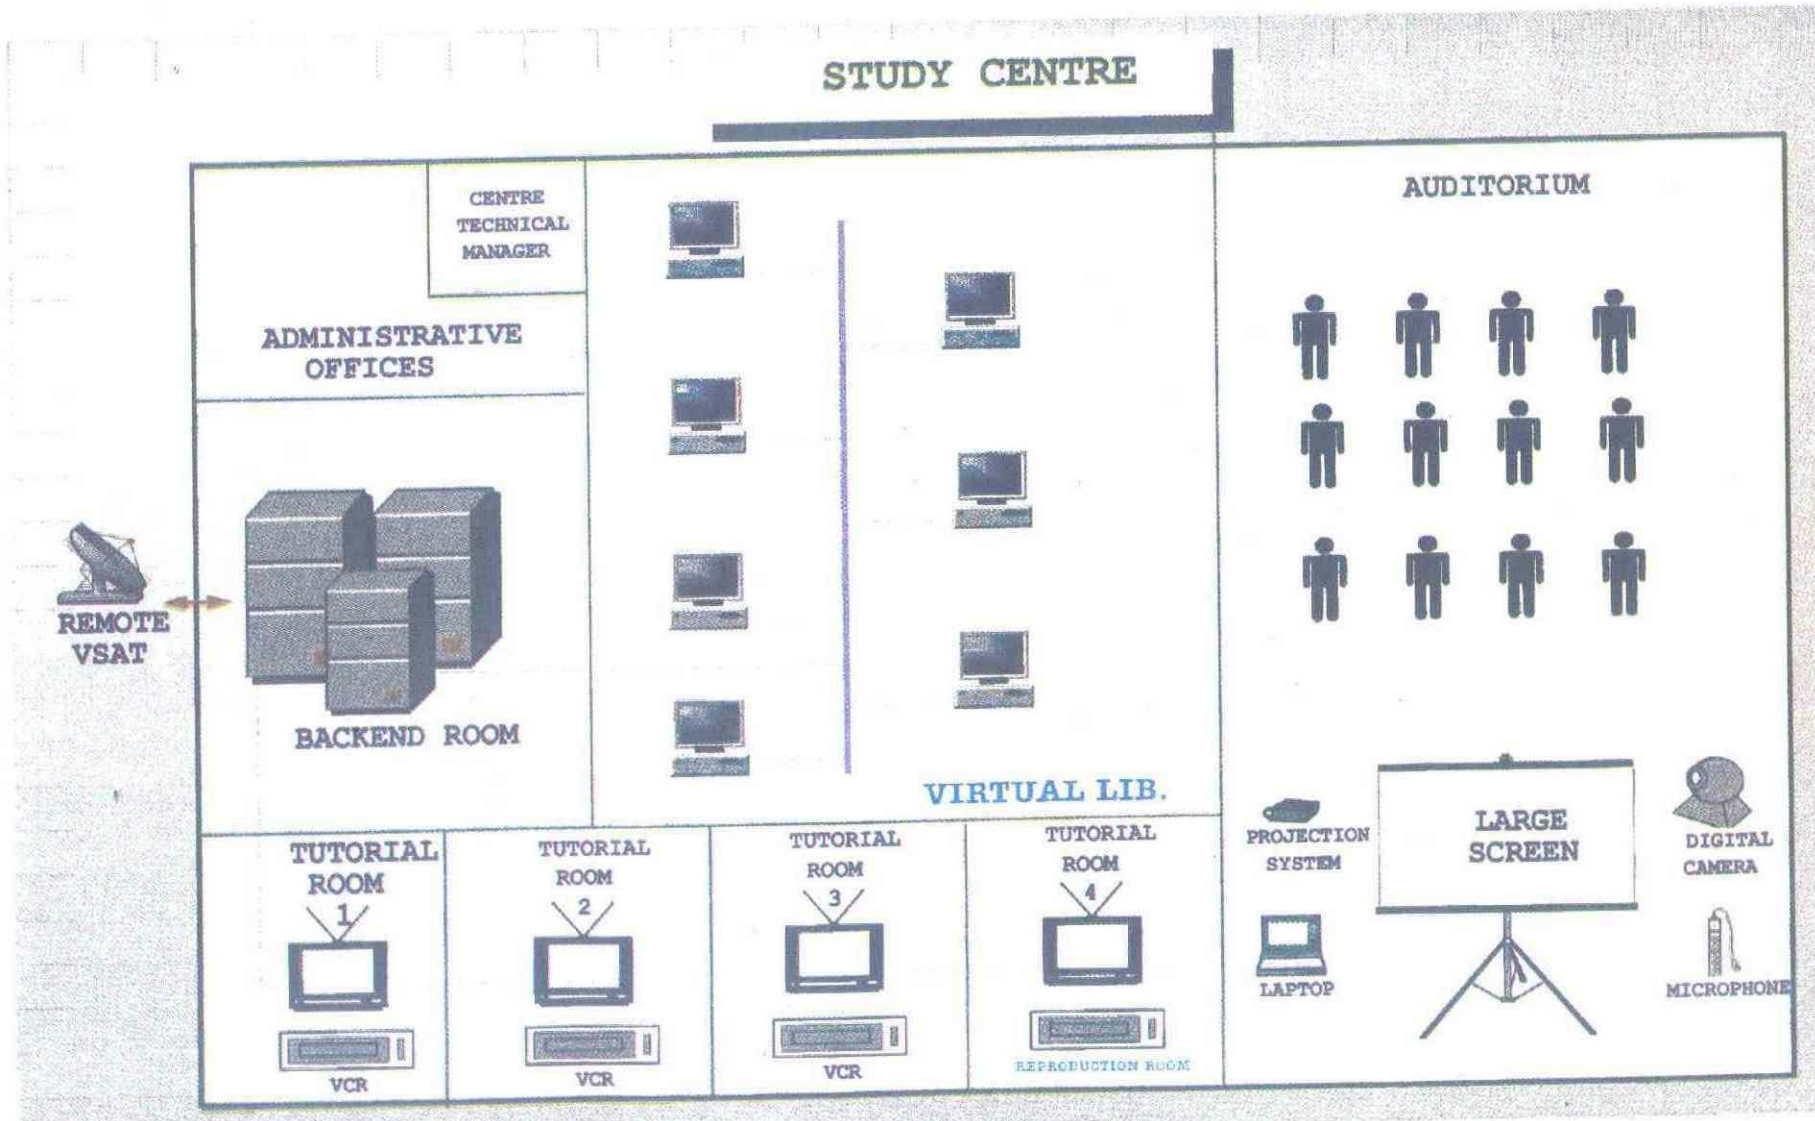 STUDY CENTRE
CENTRE
TECHNICAL
MANAGER
ADMINISTRATIVE
OFFICES
REMOTE
VSAT
BACKEND ROOM
VIRTUAL LIB.
AUDITORIUM
PROJECTION
SYSTEM
LARGE
SCREEN
DIGITAL
CAMERA
LAPTOP
MICROPHONE
TUTORIAL
ROOM
1
VCR
TUTORIAL
ROOM
2
VCR
TUTORIAL
ROOM
3
VCR
TUTORIAL
ROOM
4
REPRODUCTION ROOM